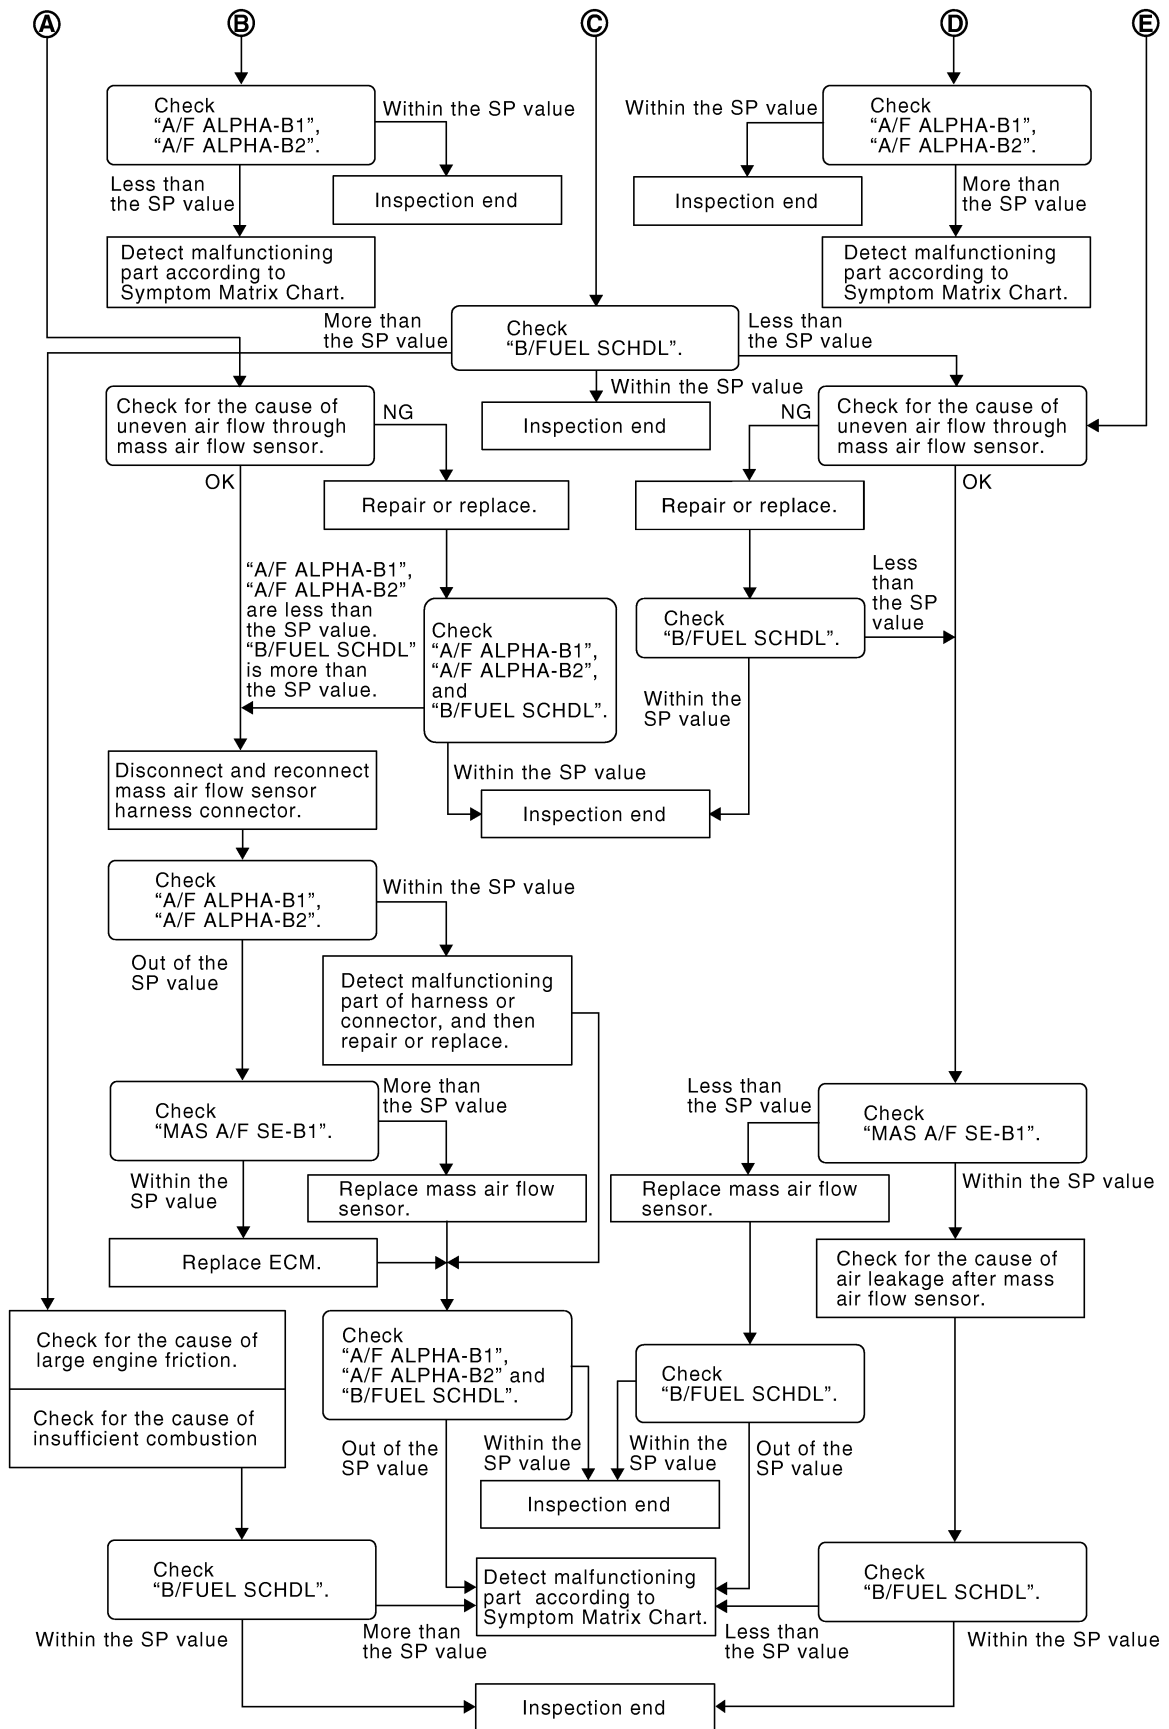 A
B
C
D
E
Check
“A/F ALPHA-B1”,
“A/F ALPHA-B2”.
Within the SP value
Less than
the SP value
Inspection end
Detect malfunctioning
part according to
Symptom Matrix Chart.
Within the SP value
Check
“A/F ALPHA-B1”,
“A/F ALPHA-B2”.
Inspection end
More than
the SP value
Detect malfunctioning
part according to
Symptom Matrix Chart.
More than
the SP value
Check
“B/FUEL SCHDL”.
Less than
the SP value
Within the SP value
Inspection end
Check for the cause of
uneven air flow through
mass air flow sensor.
NG
OK
Repair or replace.
NG
Check for the cause of
uneven air flow through
mass air flow sensor.
OK
Repair or replace.
“A/F ALPHA-B1”,
“A/F ALPHA-B2”
are less than
the SP value.
“B/FUEL SCHDL”
is more than
the SP value.
Check
“A/F ALPHA-B1”,
“A/F ALPHA-B2”,
and
“B/FUEL SCHDL”.
Check
“B/FUEL SCHDL”.
Less
than
the SP
value
Within the
SP value
Within the SP value
Inspection end
Disconnect and reconnect
mass air flow sensor
harness connector.
Check
“A/F ALPHA-B1”,
“A/F ALPHA-B2”.
Within the SP value
Out of the
SP value
Detect malfunctioning
part of harness or
connector, and then
repair or replace.
Check
“MAS A/F SE-B1”.
More than
the SP value
Within the
SP value
Replace mass air flow
sensor.
Replace ECM.
Less than
the SP value
Check
“MAS A/F SE-B1”.
Within the SP value
Replace mass air flow
sensor.
Check for the cause of
air leakage after mass
air flow sensor.
Check for the cause of
large engine friction.
Check for the cause of
insufficient combustion
Check
“A/F ALPHA-B1”,
“A/F ALPHA-B2” and
“B/FUEL SCHDL”.
Check
“B/FUEL SCHDL”.
Out of the
SP value
Within the
SP value
Within the
SP value
Out of the
SP value
Inspection end
Check
“B/FUEL SCHDL”.
Detect malfunctioning
part  according to
Symptom Matrix Chart.
Check
“B/FUEL SCHDL”.
Within the SP value
More than
the SP value
Less than
the SP value
Within the SP value
Inspection end